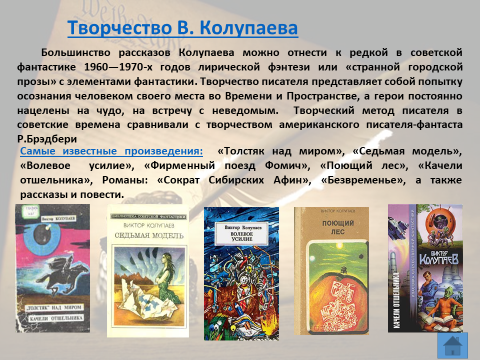 Творчество В. Колупаева
Большинство рассказов Колупаева можно отнести к редкой в советской
фантастике 1960—1970-х годов лирической фэнтези или «странной городской
прозы» с элементами фантастики. Творчество писателя представляет собой попытку
осознания человеком своего места во Времени и Пространстве, а герои постоянно
нацелены на чудо, на встречу с неведомым. Творческий метод писателя в
советские времена сравнивали с творчеством американского писателя-фантаста
Р.Брэдбери
Самые известные произведения: «Толстяк над миром», «Седьмая модель»,
«Волевое усилие», «Фирменный поезд Фомич», «Поющий лес», «Качели
отшельника», Романы: «Сократ Сибирских Афин», «Безвременье», а также
рассказы и повести.
Виктор КОЛУПАЕВ
„ТОЛСТЯК" НАД МИРОМ
КАЧЕЛИ ОТШЕЛЬНИКА
БИБЛИОТЕКА СОВЕТСКОЙ ФАНТАСТИКИ
ВИКТОР КОЛУПАЕВ
СЕДЬМАЯ МОДЕЛЬ
Виктор Колупаев
ВОЛЕВОЕ
УСИЛИЕ
ВИКТОР КОЛУПАЕВ
ПОЮЩИЙ
ЛЕС
КАЧЕЛИ ОТШЕЛЬНИКА
ВИКТОР
КОЛУПАЕВ